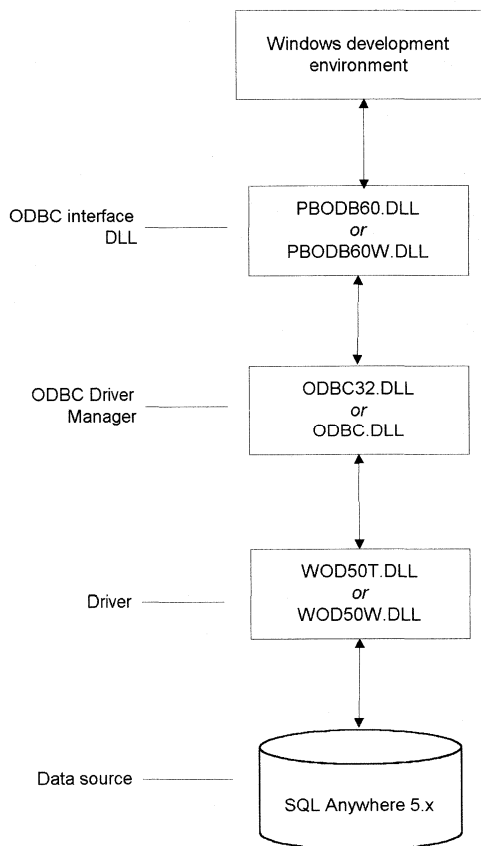 Windows development
environment
ODBC interface
DLL
PBODB60.DLL
or
PBODB60W.DLL
ODBC Driver
Manager
ODBC32.DLL
or
ODBC.DLL
Driver
WOD50T.DLL
or
WOD50W.DLL
Data source
SQL Anywhere 5.x